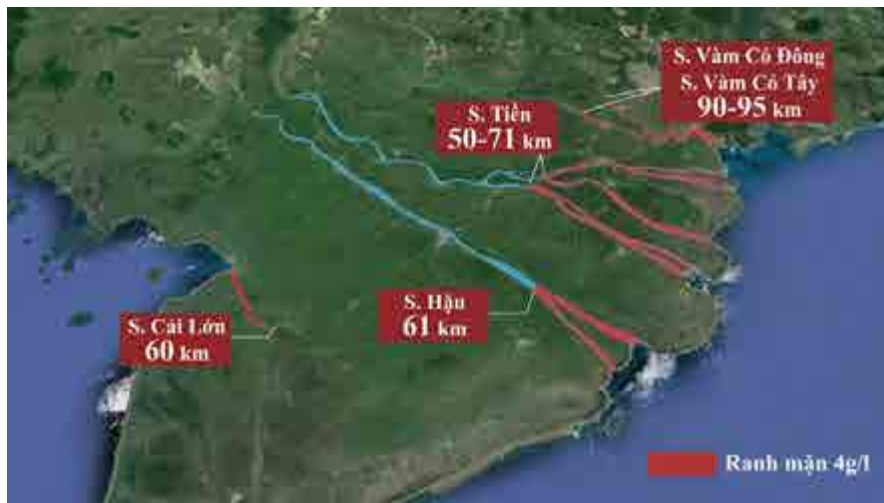 S. Vàm Cỏ Đông
S. Vàm Cỏ Tây
90-95 km
S. Tiền
50-71 km
S. Hậu
61 km
S. Cái Lớn
60 km
Ranh mặn 4g/l